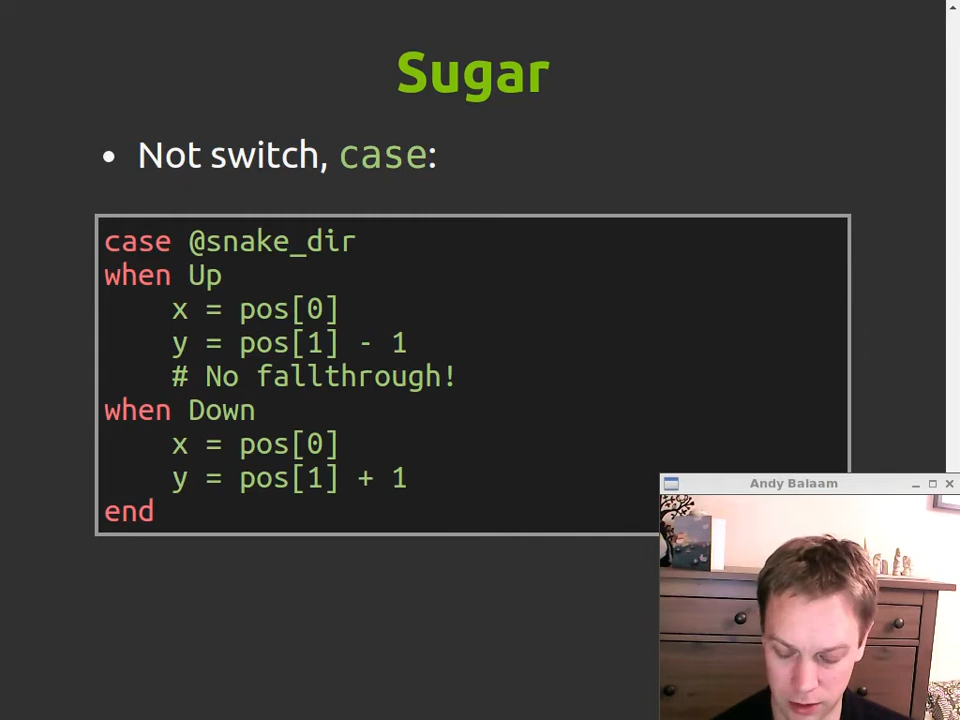 Sugar
• Not switch, case:
case @snake_dir
when Up
    x = pos[0]
    y = pos[1] - 1
    # No fallthrough!
when Down
    x = pos[0]
    y = pos[1] + 1
end
Andy Balaam